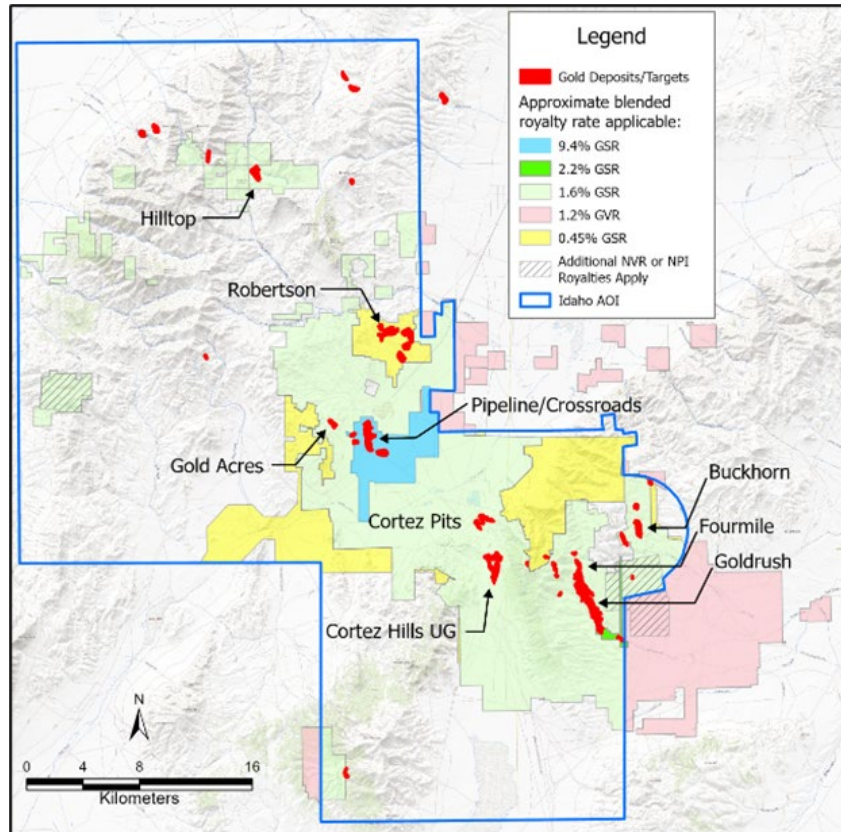 Legend
Gold Deposits/Targets
Approximate blended
royalty rate applicable:
9.4% GSR
2.2% GSR
1.6% GSR
1.2% GVR
0.45% GSR
Additional NVR or NPI
Royalties Apply
Idaho AOI
Hilltop
Robertson
Pipeline/Crossroads
Gold Acres
Buckhorn
Cortez Pits
Fourmile
Goldrush
Cortez Hills UG
N
0 4 8 12 16
Kilometers